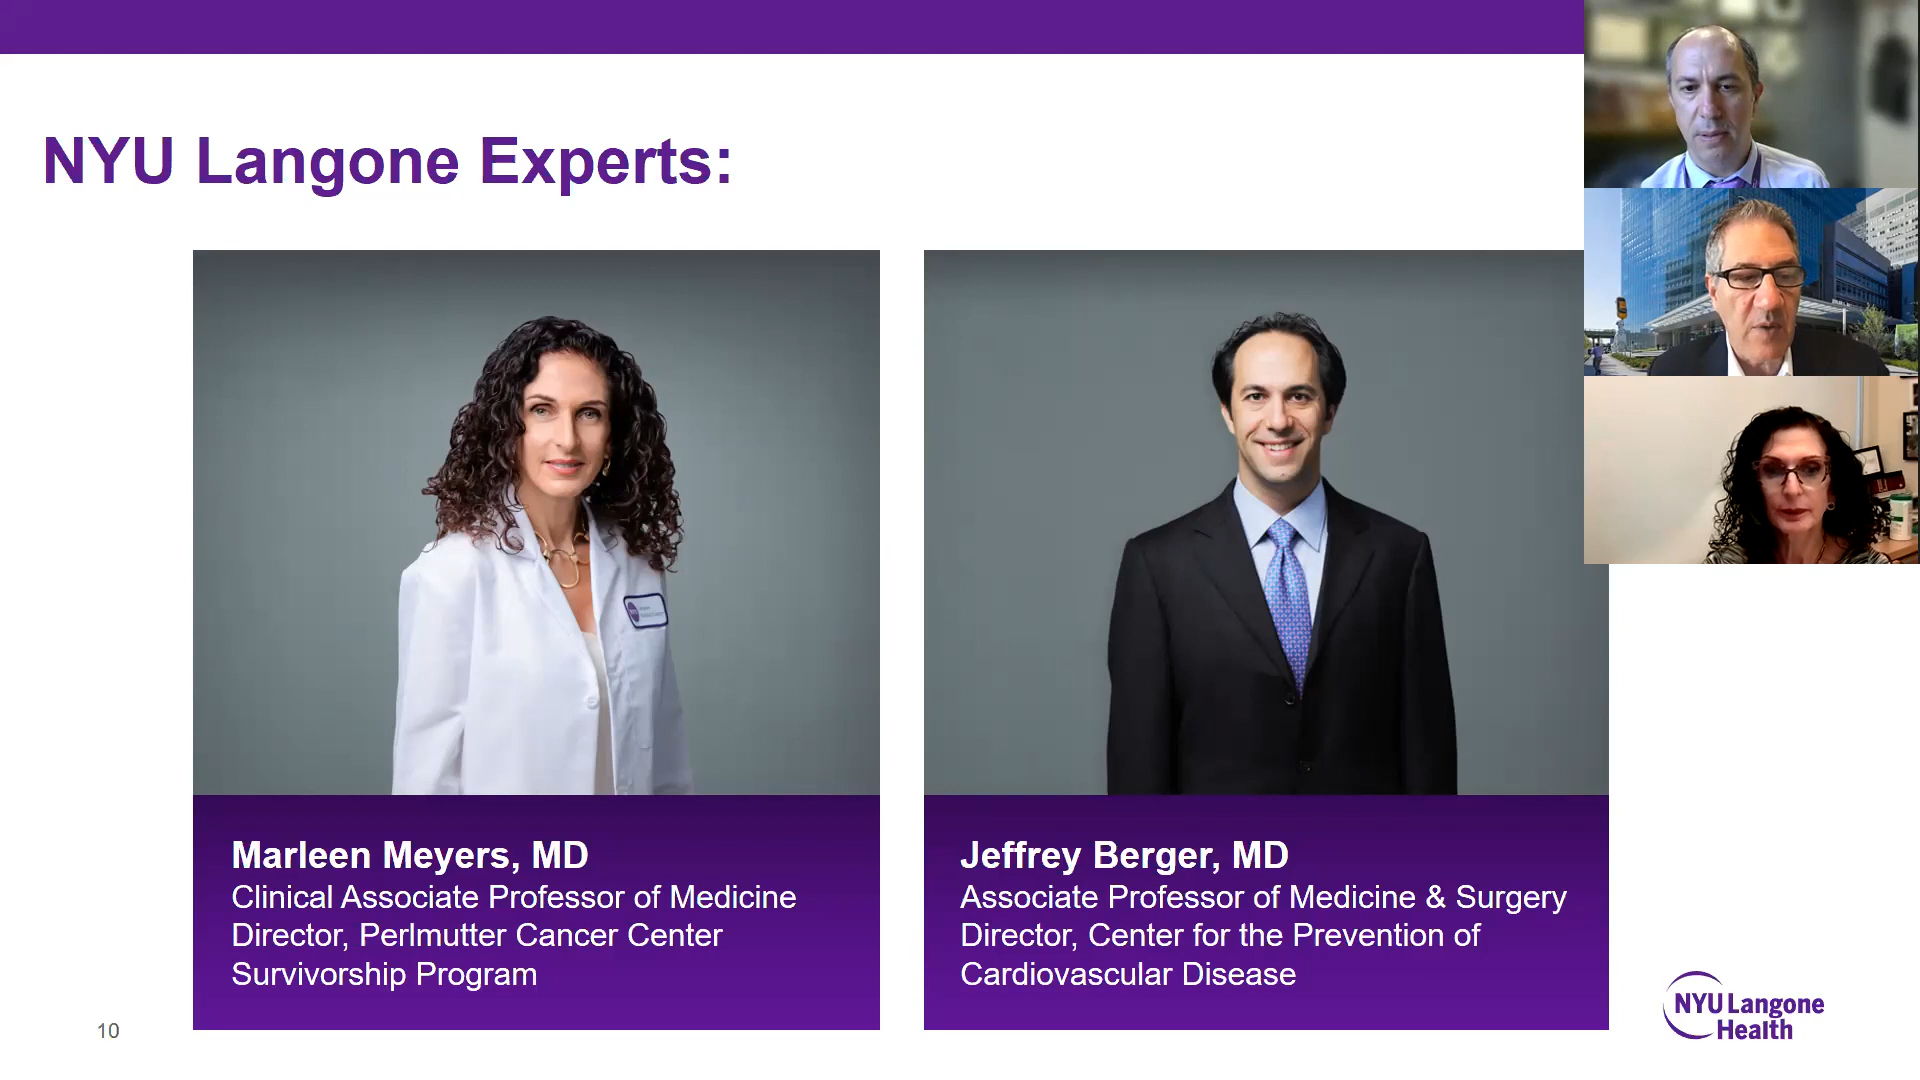 NYU Langone Experts:
Marleen Meyers, MD
Clinical Associate Professor of Medicine
Director, Perlmutter Cancer Center
Survivorship Program
Jeffrey Berger, MD
Associate Professor of Medicine & Surgery
Director, Center for the Prevention of
Cardiovascular Disease
10
NYU Langone
Health